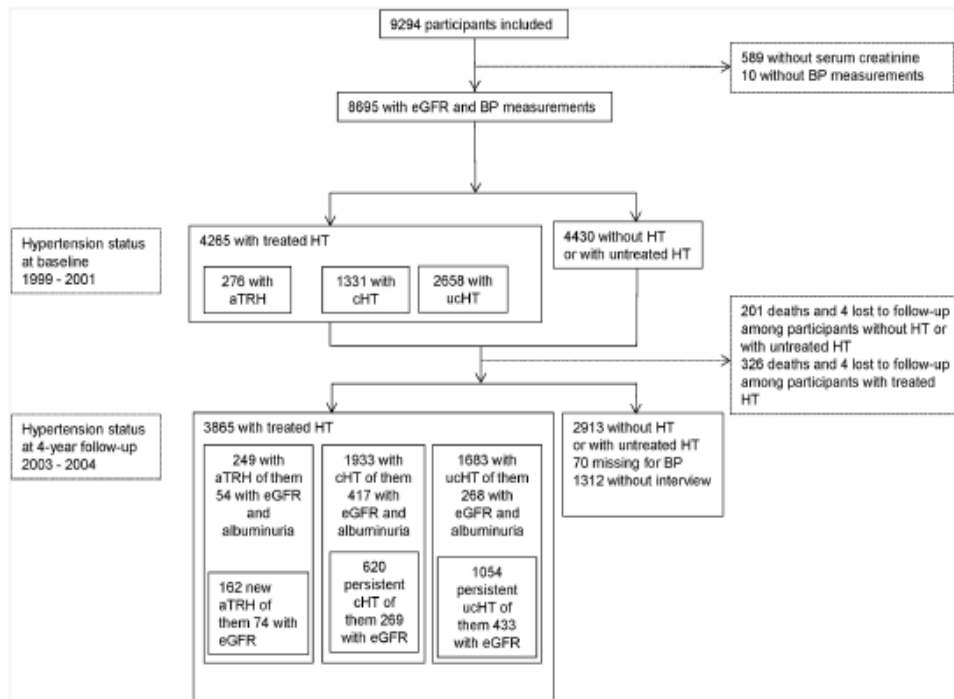 9294 participants included
589 without serum creatinine
10 without BP measurements
8695 with eGFR and BP measurements
Hypertension status
at baseline
1999 - 2001
4265 with treated HT
276 with
aTRH
1331 with
cHT
2658 with
ucHT
4430 without HT
or with untreated HT
201 deaths and 4 lost to follow-up
among participants without HT or
with untreated HT
326 deaths and 4 lost to follow-up
among participants with treated
HT
Hypertension status
at 4-year follow-up
2003 - 2004
3865 with treated HT
249 with
aTRH of them
54 with eGFR
and
albuminuria
162 new
aTRH of
them 74 with
eGFR
1933 with
cHT of them
417 with
eGFR and
albuminuria
620
persistent
cHT of
them 269
with eGFR
1683 with
ucHT of them
268 with
eGFR and
albuminuria
1054
persistent
ucHT of
them 433
with eGFR
2913 without HT
or with untreated HT
70 missing for BP
1312 without interview